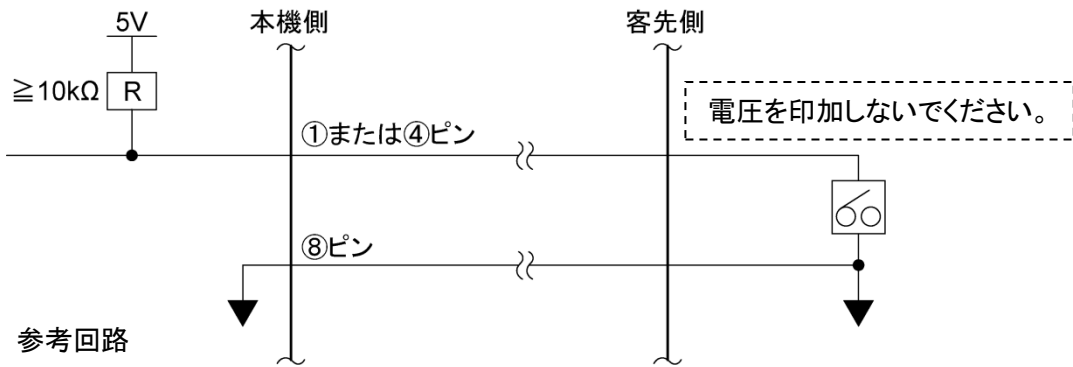 5V
本機側
客先側
≧10kΩ
R
電圧を印加しないでください。
①または④ピン
⑧ピン
参考回路